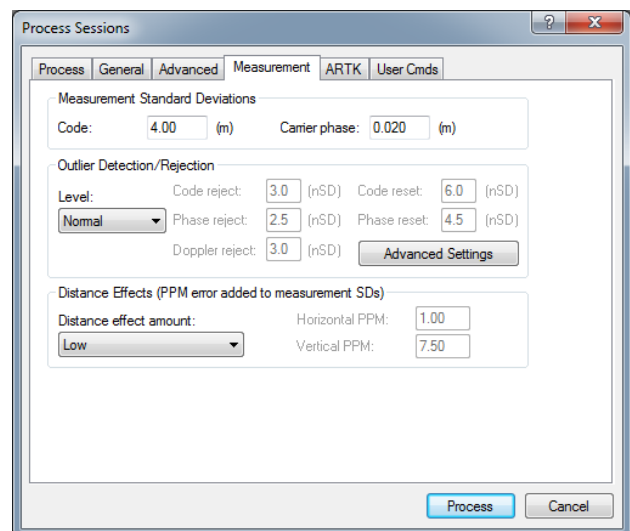 Process Sessions
?
X
Process General Advanced Measurement ARTK User Cmds
Measurement Standard Deviations
Code: 4.00 (m) Carrier phase: 0.020 (m)
Outlier Detection/Rejection
Level:
Normal
Code reject: 3.0 (nSD) Code reset: 6.0 (nSD)
Phase reject: 2.5 (nSD) Phase reset: 4.5 (nSD)
Doppler reject: 3.0 (nSD) Advanced Settings
Distance Effects (PPM error added to measurement SDs)
Distance effect amount:
Low
Horizontal PPM: 1.00
Vertical PPM: 7.50
Process Cancel